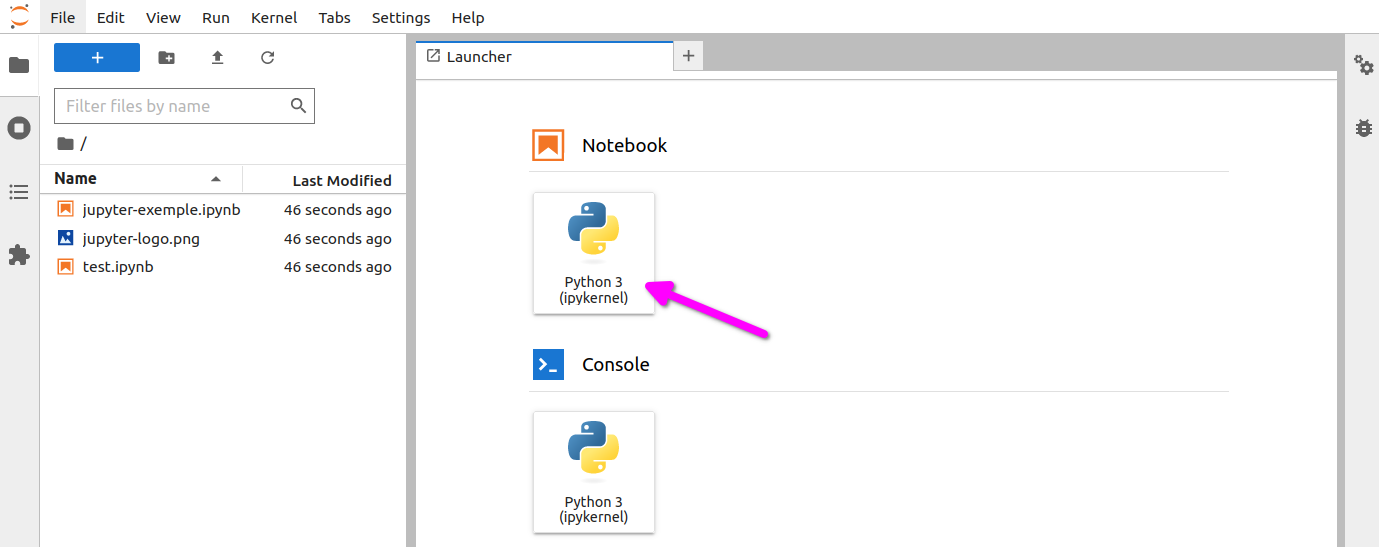 File Edit View Run Kernel Tabs Settings Help
Launcher
Filter files by name
/
Name Last Modified
jupyter-exemple.ipynb 46 seconds ago
jupyter-logo.png 46 seconds ago
test.ipynb 46 seconds ago
Notebook
Python 3
(ipykernel)
Console
Python 3
(ipykernel)